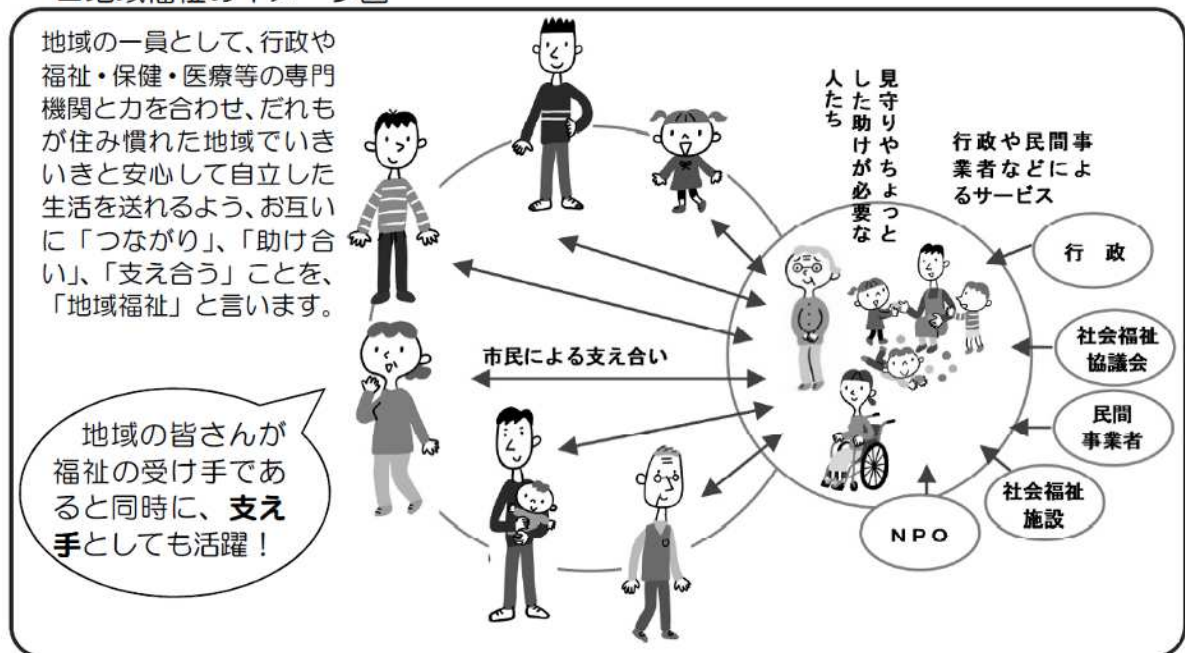 地域の一員として、行政や
福祉・保健・医療等の専門
機関と力を合わせ、だれも
が住み慣れた地域でいき
いきと安心して自立した
生活を送れるよう、お互い
に「つながり」、「助け合
い」、「支え合う」ことを、
「地域福祉」と言います。
見守りやちょっと
した助けが必要な
人たち
行政や民間事
業者などによ
るサービス
行 政
社会福祉
協議会
民間
事業者
社会福祉
施設
NPO
市民による支え合い
地域の皆さんが
福祉の受け手であ
ると同時に、支え
手としても活躍！